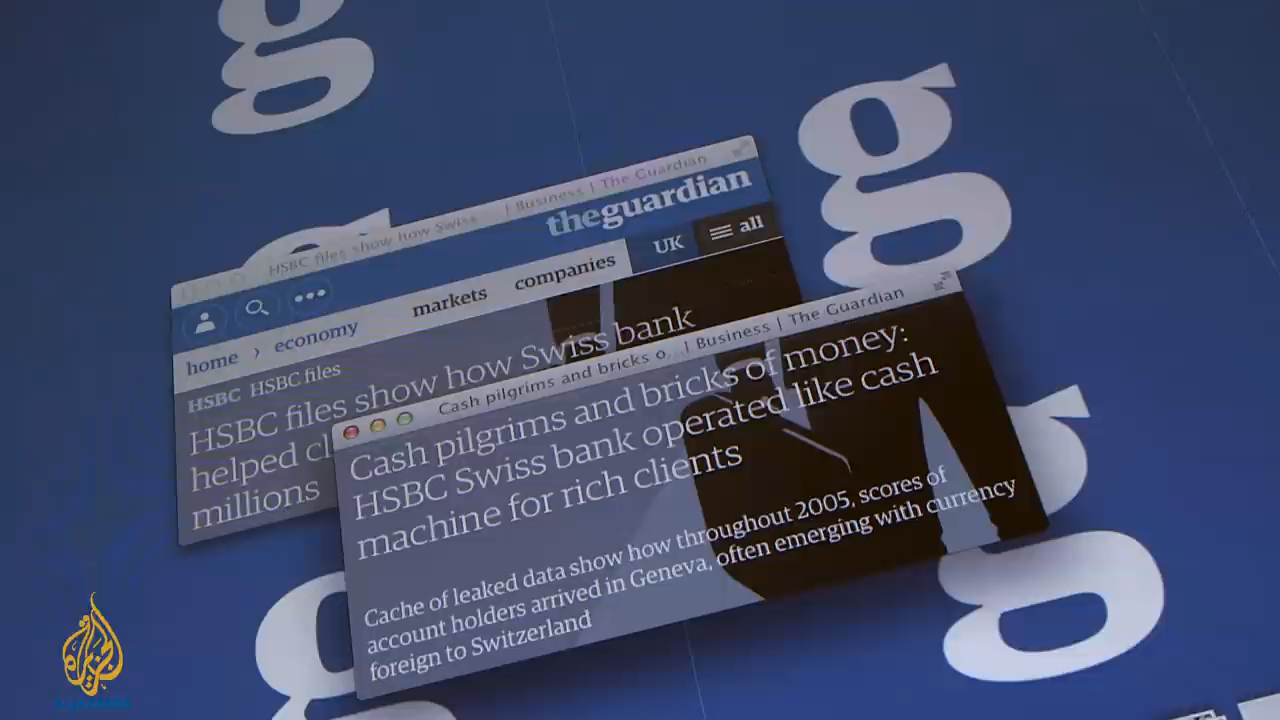 g
g
HSBC files show how Swiss ... | Business | The Guardian
theguardian
UK
all
markets
companies
home › economy
HSBC HSBC files
HSBC files show how Swiss bank
helped cl
millions
Cash pilgrims and bricks o... | Business | The Guardian
Cash pilgrims and bricks of money:
HSBC Swiss bank operated like cash
machine for rich clients
Cache of leaked data show how throughout 2005, scores of
account holders arrived in Geneva, often emerging with currency
foreign to Switzerland
g
g
الجزيرة